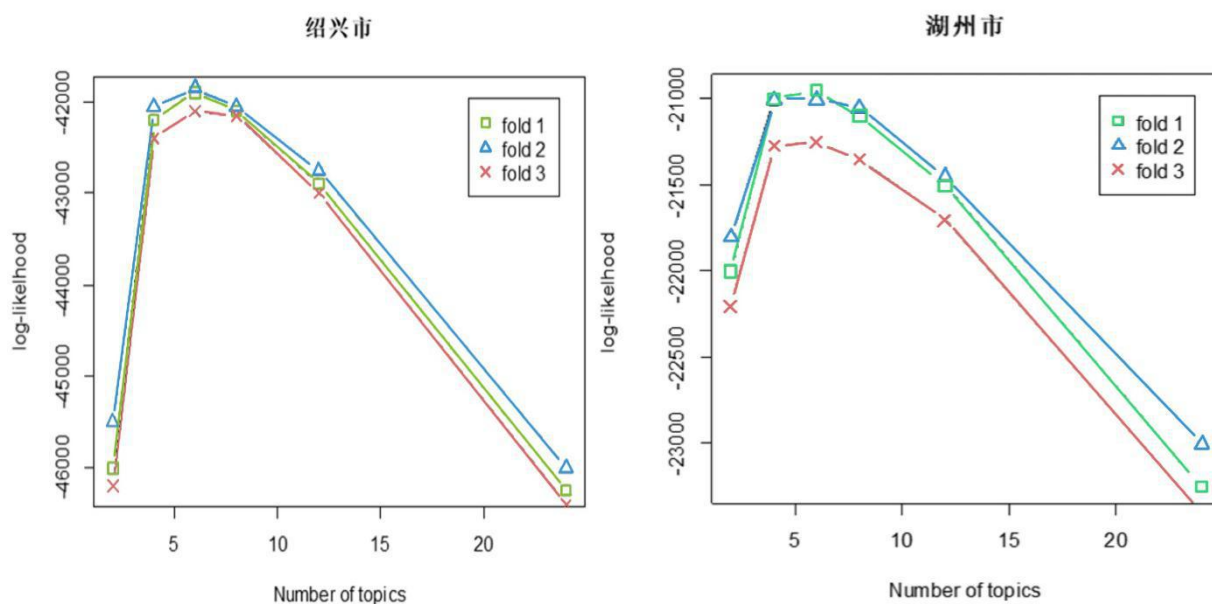 绍兴市
-42000
-43000
-44000
-45000
-46000
log-likelhood
5
10
15
20
Number of topics
fold 1
fold 2
fold 3
湖州市
-21000
-21500
-22000
-22500
-23000
log-likelhood
5
10
15
20
Number of topics
fold 1
fold 2
fold 3